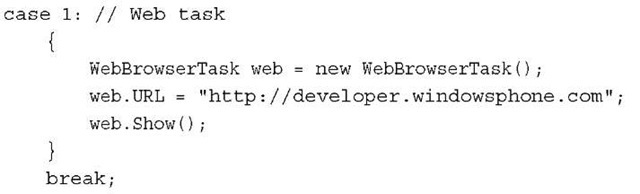 case 1: // Web task
{
WebBrowserTask web = new WebBrowserTask();
web.URL = "http://developer.windowsphone.com";
web.Show();
}
break;